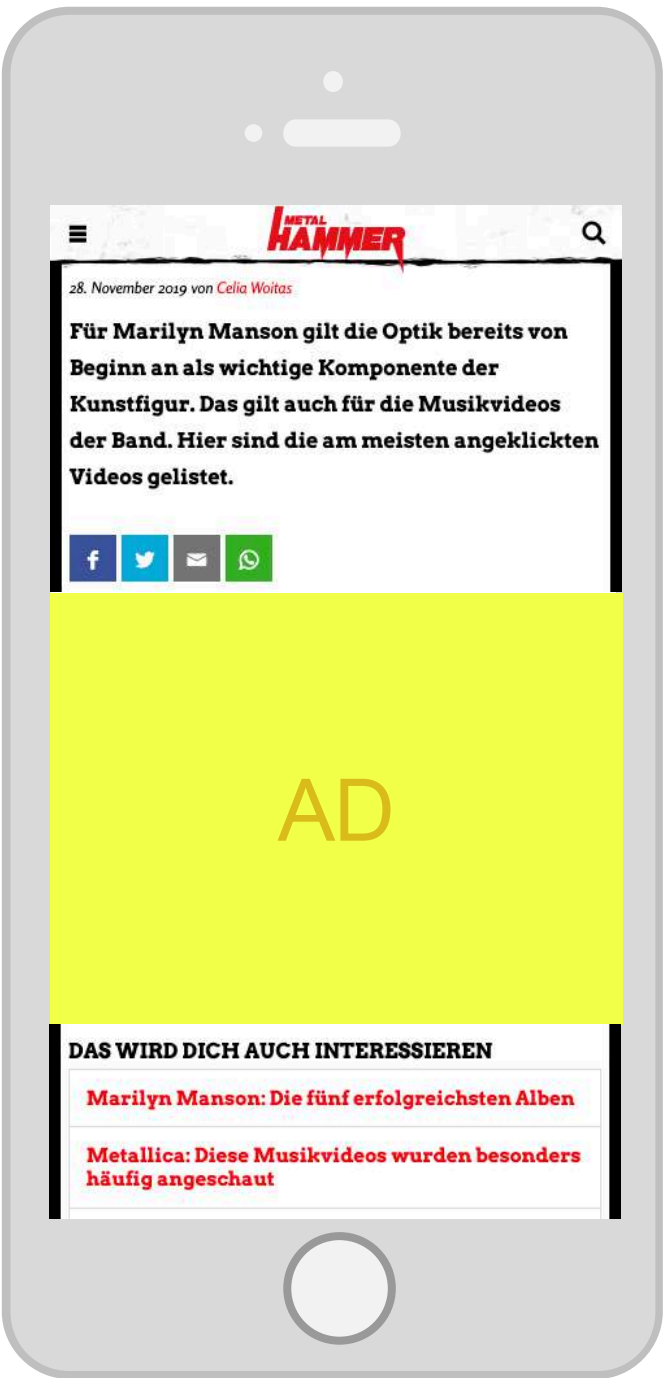 METAL
HAMMER
28. November 2019 von Celia Woitas
Für Marilyn Manson gilt die Optik bereits von
Beginn an als wichtige Komponente der
Kunstfigur. Das gilt auch für die Musikvideos
der Band. Hier sind die am meisten angeklickten
Videos gelistet.
AD
DAS WIRD DICH AUCH INTERESSIEREN
Marilyn Manson: Die fünf erfolgreichsten Alben
Metallica: Diese Musikvideos wurden besonders
häufig angeschaut